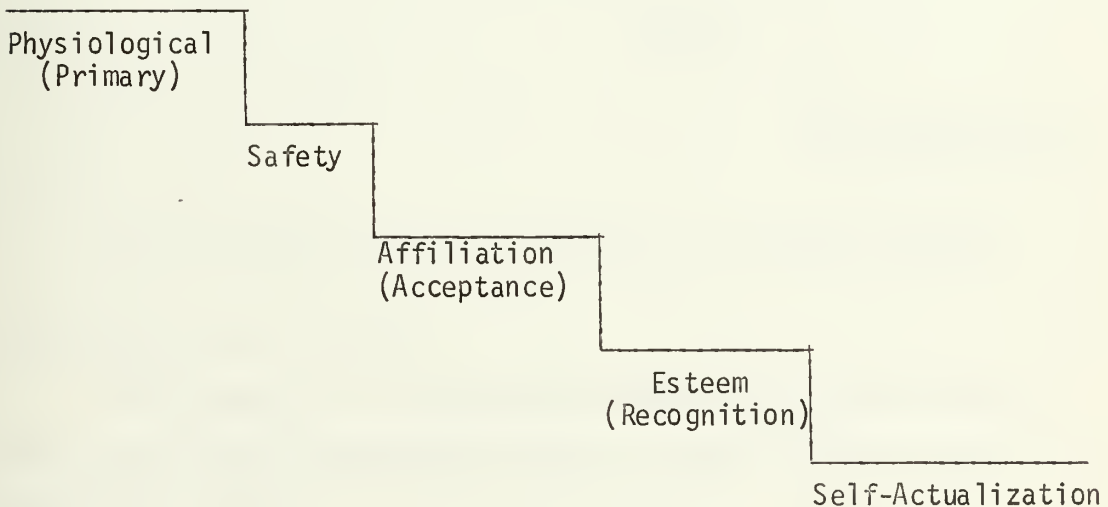 Physiological
(Primary)
Safety
Affiliation
(Acceptance)
Esteem
(Recognition)
Self-Actualization